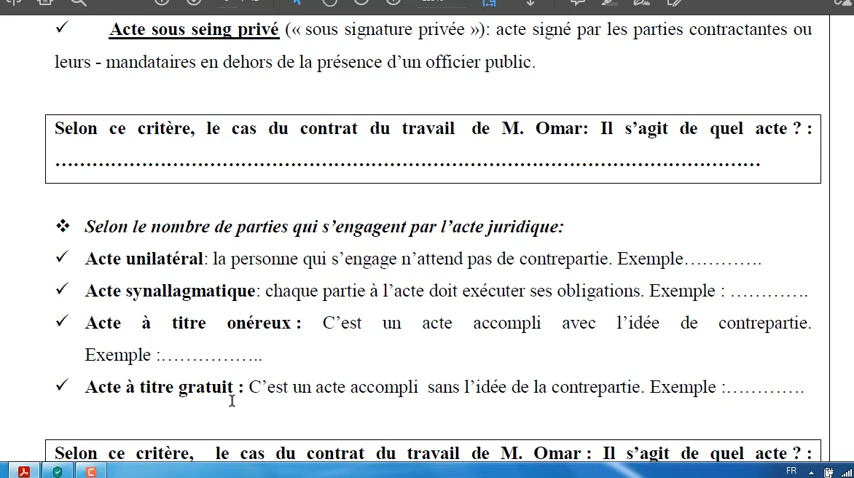 ✓ Acte sous seing privé (« sous signature privée »): acte signé par les parties contractantes ou
leurs - mandataires en dehors de la présence d’un officier public.
Selon ce critère, le cas du contrat du travail de M. Omar: Il s’agit de quel acte ? :
……………………………………………………………………………………………………
❖ Selon le nombre de parties qui s’engagent par l’acte juridique:
✓ Acte unilatéral: la personne qui s’engage n’attend pas de contrepartie. Exemple………….
✓ Acte synallagmatique: chaque partie à l’acte doit exécuter ses obligations. Exemple : ………….
✓ Acte à titre onéreux : C’est un acte accompli avec l’idée de contrepartie.
Exemple :……………..
✓ Acte à titre gratuit : C’est un acte accompli sans l’idée de la contrepartie. Exemple :………….
Selon ce critère, le cas du contrat du travail de M. Omar : Il s’agit de quel acte ? :
FR